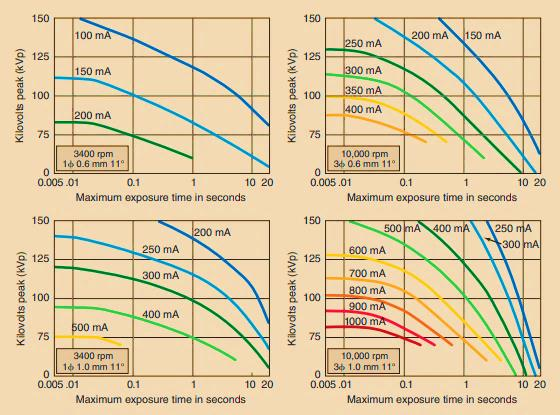 150
125
100
75
0
Kilovolts peak (kVp)
100 mA
150 mA
200 mA
3400 rpm
1ϕ 0.6 mm 11°
0.005 .01 0.1 1 10 20
Maximum exposure time in seconds
150
125
100
75
0
Kilovolts peak (kVp)
200 mA
150 mA
250 mA
300 mA
350 mA
400 mA
10,000 rpm
3ϕ 0.6 mm 11°
0.005 .01 0.1 1 10 20
Maximum exposure time in seconds
150
125
100
75
0
Kilovolts peak (kVp)
200 mA
250 mA
300 mA
400 mA
500 mA
3400 rpm
1ϕ 1.0 mm 11°
0.005 .01 0.1 1 10 20
Maximum exposure time in seconds
150
125
100
75
0
Kilovolts peak (kVp)
500 mA
400 mA
250 mA
300 mA
600 mA
700 mA
800 mA
900 mA
1000 mA
10,000 rpm
3ϕ 1.0 mm 11°
0.005 .01 0.1 1 10 20
Maximum exposure time in seconds